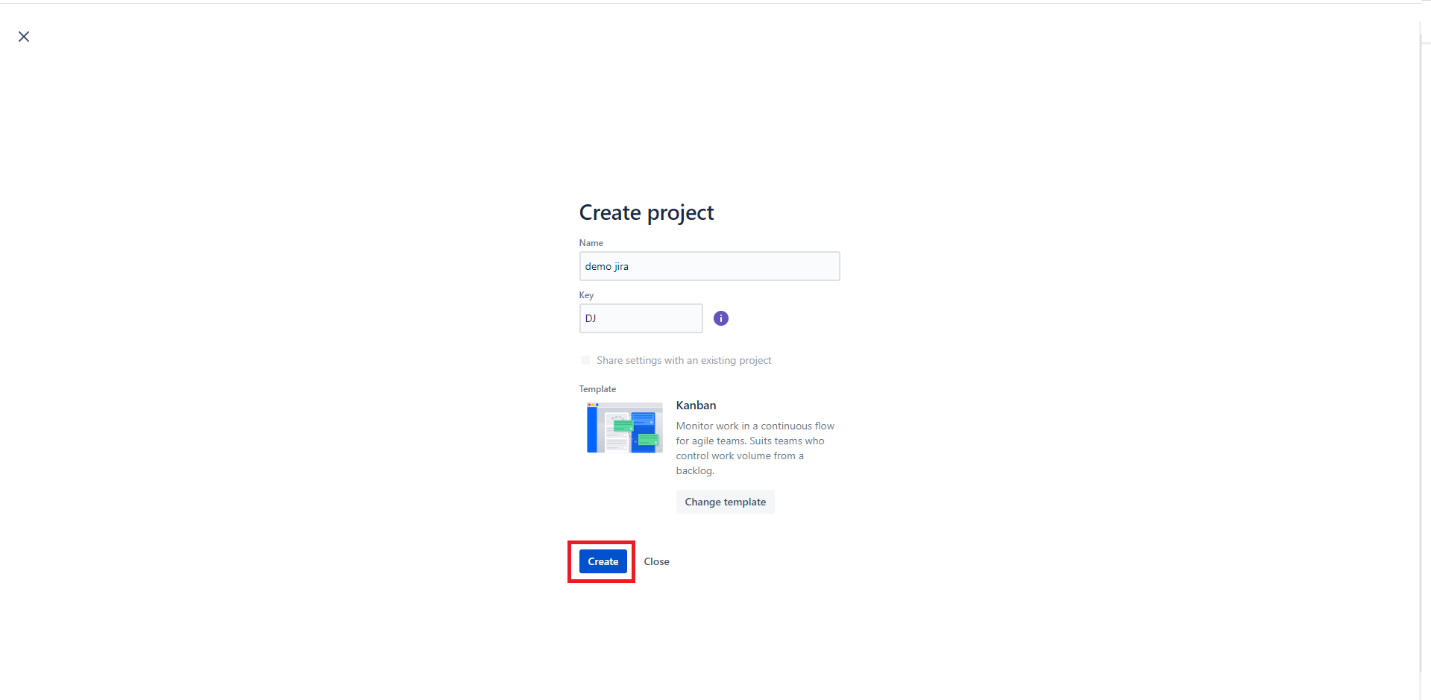 Create project
Name
demo jira
Key
DJ
i
Share settings with an existing project
Template
Kanban
Monitor work in a continuous flow
for agile teams. Suits teams who
control work volume from a
backlog.
Change template
Create
Close